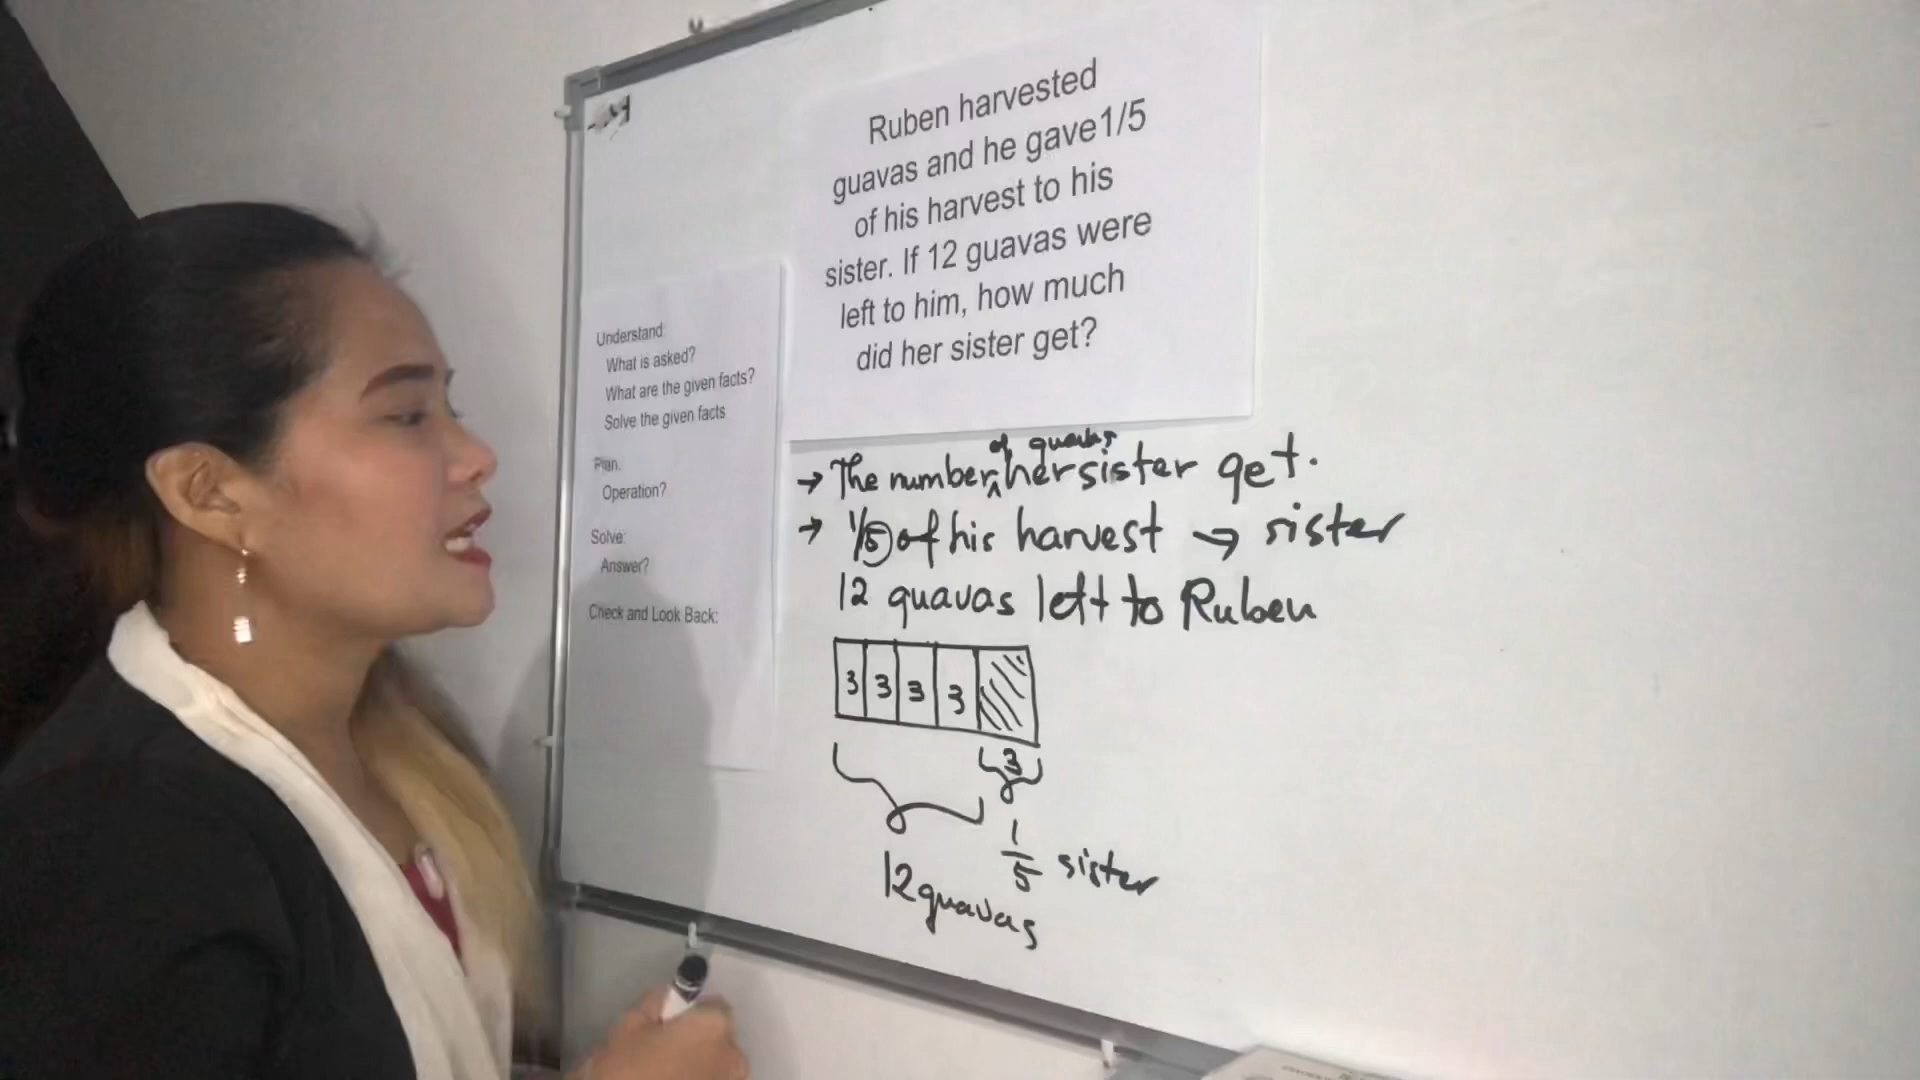 Ruben harvested
guavas and he gave1/5
of his harvest to his
sister. If 12 guavas were
left to him, how much
did her sister get?
Understand:
What is asked?
What are the given facts?
Solve the given facts
Plan.
Operation?
Solve:
Answer?
Check and Look Back:
of guavas
→ The number ^ her sister get.
→ 1/5 of his harvest → sister
12 guavas left to Ruben
3 3 3 3
3
1/5 sister
12 guavas